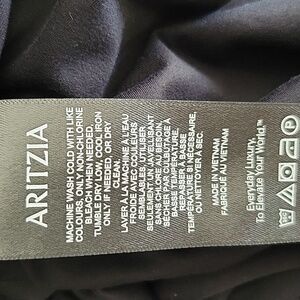 ARITZIA
MACHINE WASH COLD WITH LIKE
COLOURS, ONLY NON-CHLORINE
BLEACH WHEN NEEDED,
TUMBLE DRY LOW, COOL IRON
ONLY IF NEEDED, OR DRY
CLEAN.
LAVER À LA MACHINE À L'EAU
FROIDE AVEC COULEURS
SEMBLABLES, UTILISER
SEULEMENT UN JAVELLISANT
SANS CHLORE AU BESOIN,
SÉCHER PAR CULBUTAGE À
BASSE TEMPÉRATURE,
REPASSER À BASSE
TEMPÉRATURE SI NÉCESSAIRE
OU NETTOYER À SEC.
MADE IN VIETNAM
FABRIQUÉ AU VIETNAM
Everyday Luxury.
To Elevate Your World.™